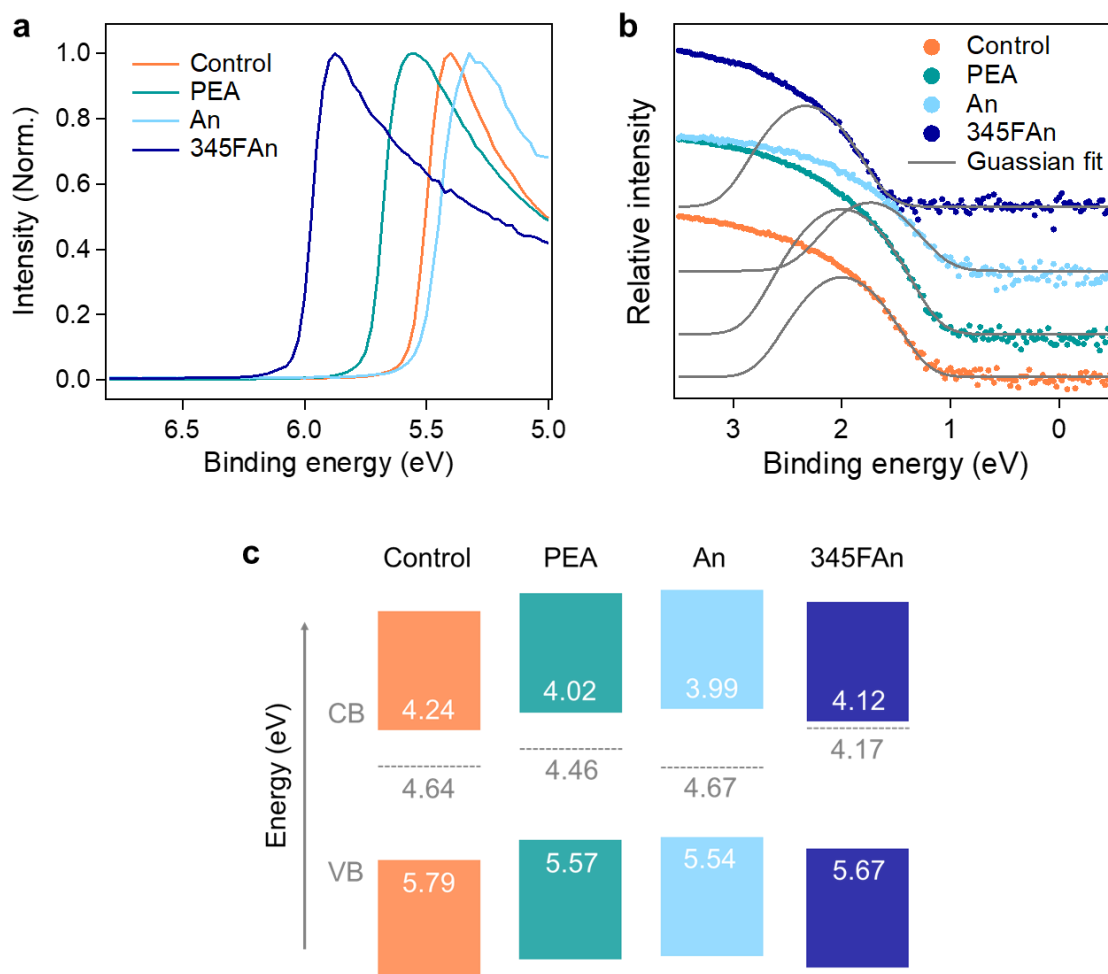 a
Control
PEA
An
345FAn
Intensity (Norm.)
1.0
0.8
0.6
0.4
0.2
0.0
6.5
6.0
5.5
5.0
Binding energy (eV)
b
Control
PEA
An
345FAn
Guassian fit
Relative intensity
3
2
1
0
Binding energy (eV)
c
Control
PEA
An
345FAn
Energy (eV)
CB
4.24
4.02
3.99
4.12
4.64
4.46
4.67
4.17
VB
5.79
5.57
5.54
5.67